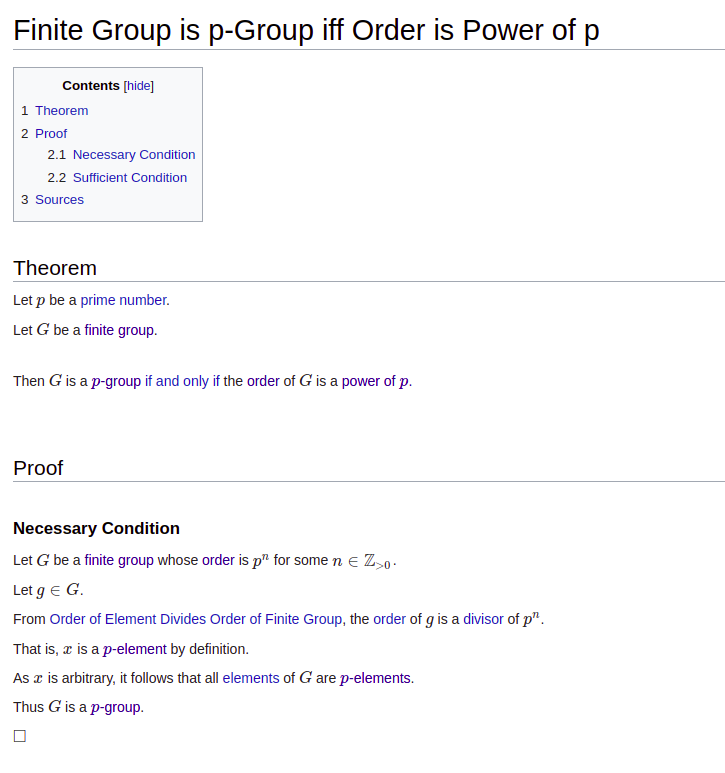 Finite Group is p-Group iff Order is Power of p
Contents [hide]
1 Theorem
2 Proof
2.1 Necessary Condition
2.2 Sufficient Condition
3 Sources
Theorem
Let p be a prime number.
Let G be a finite group.
Then G is a p-group if and only if the order of G is a power of p.
Proof
Necessary Condition
Let G be a finite group whose order is pⁿ for some n ∈ ℤ_{>0}.
Let g ∈ G.
From Order of Element Divides Order of Finite Group, the order of g is a divisor of pⁿ.
That is, x is a p-element by definition.
As x is arbitrary, it follows that all elements of G are p-elements.
Thus G is a p-group.
□